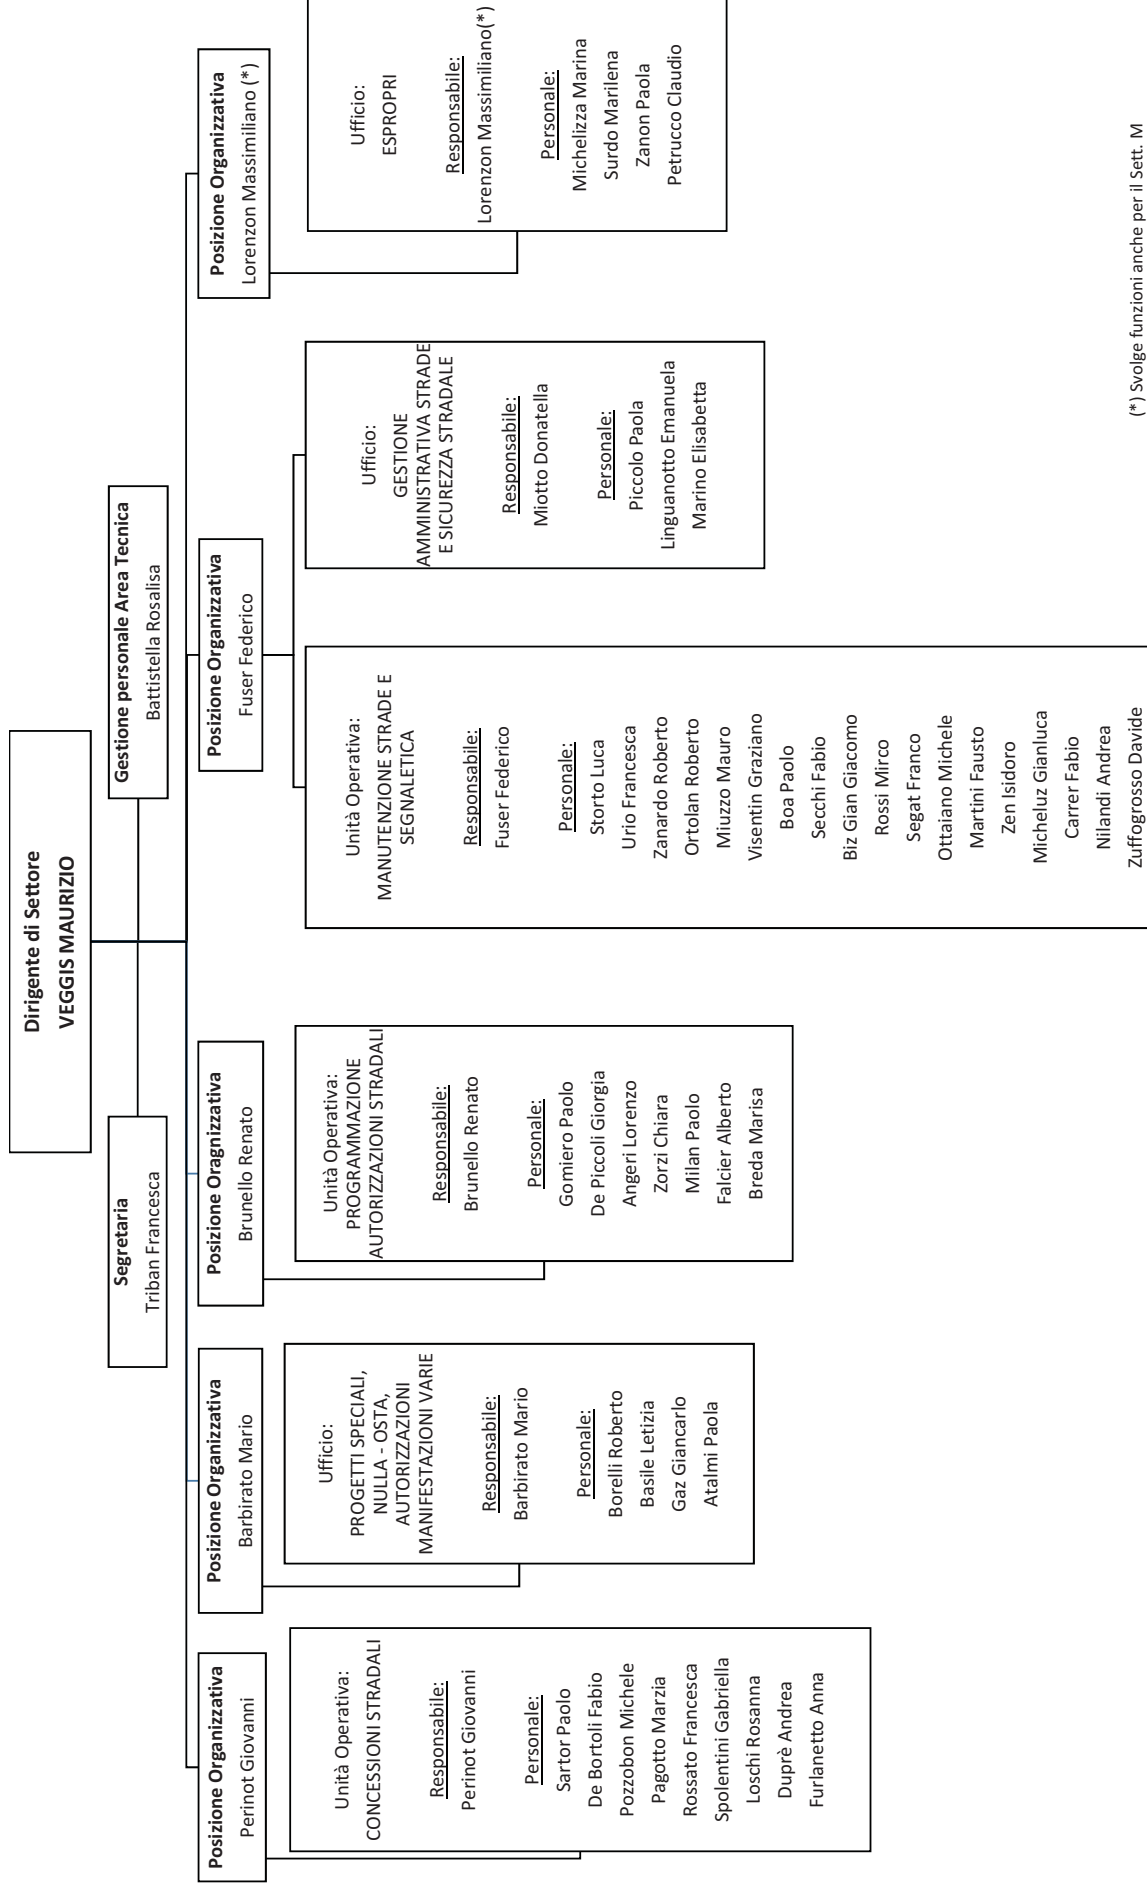 Dirigente di Settore
VEGGIS MAURIZIO
Segretaria
Triban Francesca
Gestione personale Area Tecnica
Battistella Rosalisa
Posizione Organizzativa
Perinot Giovanni
Posizione Organizzativa
Barbirato Mario
Posizione Oragnizzativa
Brunello Renato
Posizione Organizzativa
Fuser Federico
Posizione Organizzativa
Lorenzon Massimiliano (*)
Unità Operativa:
CONCESSIONI STRADALI
Responsabile:
Perinot Giovanni
Personale:
Sartor Paolo
De Bortoli Fabio
Pozzobon Michele
Pagotto Marzia
Rossato Francesca
Spolentini Gabriella
Loschi Rosanna
Duprè Andrea
Furlanetto Anna
Ufficio:
PROGETTI SPECIALI,
NULLA - OSTA,
AUTORIZZAZIONI
MANIFESTAZIONI VARIE
Responsabile:
Barbirato Mario
Personale:
Borelli Roberto
Basile Letizia
Gaz Giancarlo
Atalmi Paola
Unità Operativa:
PROGRAMMAZIONE
AUTORIZZAZIONI STRADALI
Responsabile:
Brunello Renato
Personale:
Gomiero Paolo
De Piccoli Giorgia
Angeri Lorenzo
Zorzi Chiara
Milan Paolo
Falcier Alberto
Breda Marisa
Unità Operativa:
MANUTENZIONE STRADE E
SEGNALETICA
Responsabile:
Fuser Federico
Personale:
Storto Luca
Urio Francesca
Zanardo Roberto
Ortolan Roberto
Miuzzo Mauro
Visentin Graziano
Boa Paolo
Secchi Fabio
Biz Gian Giacomo
Rossi Mirco
Segat Franco
Ottaiano Michele
Martini Fausto
Zen Isidoro
Micheluz Gianluca
Carrer Fabio
Nilandi Andrea
Zuffogrosso Davide
Ufficio:
GESTIONE
AMMINISTRATIVA STRADE
E SICUREZZA STRADALE
Responsabile:
Miotto Donatella
Personale:
Piccolo Paola
Linguanotto Emanuela
Marino Elisabetta
Ufficio:
ESPROPRI
Responsabile:
Lorenzon Massimiliano(*)
Personale:
Michelizza Marina
Surdo Marilena
Zanon Paola
Petrucco Claudio
(*) Svolge funzioni anche per il Sett. M